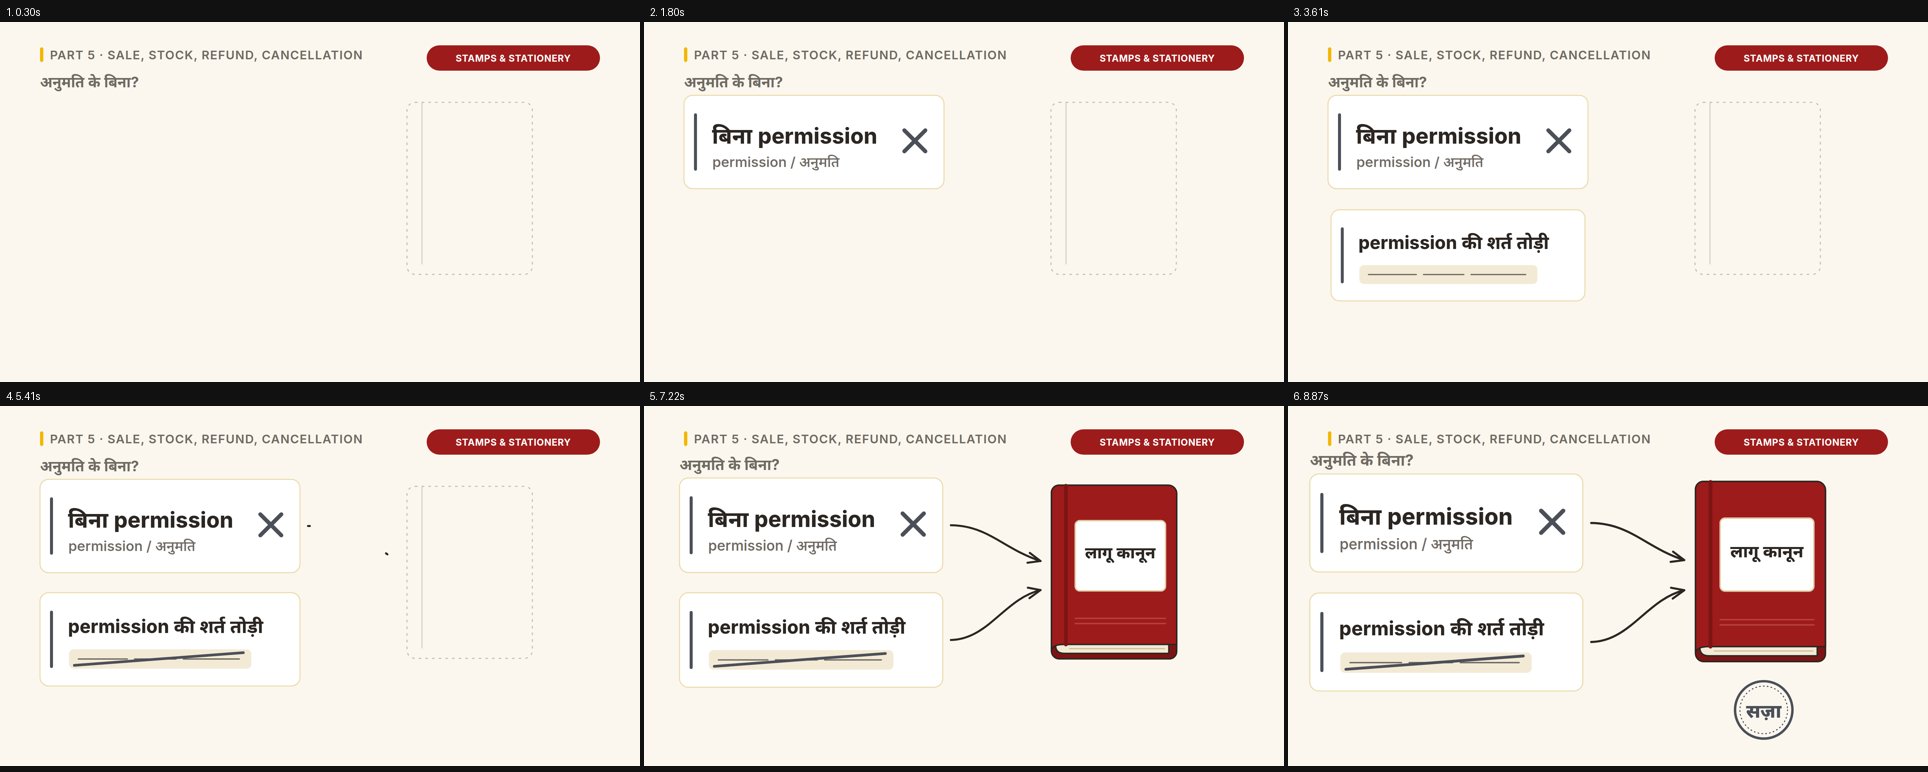 1. 0.30s
PART 5 · SALE, STOCK, REFUND, CANCELLATION
STAMPS & STATIONERY
अनुमति के बिना?
2. 1.80s
PART 5 · SALE, STOCK, REFUND, CANCELLATION
STAMPS & STATIONERY
अनुमति के बिना?
बिना permission
permission / अनुमति
3. 3.61s
PART 5 · SALE, STOCK, REFUND, CANCELLATION
STAMPS & STATIONERY
अनुमति के बिना?
बिना permission
permission / अनुमति
permission की शर्त तोड़ी
4. 5.41s
PART 5 · SALE, STOCK, REFUND, CANCELLATION
STAMPS & STATIONERY
अनुमति के बिना?
बिना permission
permission / अनुमति
permission की शर्त तोड़ी
5. 7.22s
PART 5 · SALE, STOCK, REFUND, CANCELLATION
STAMPS & STATIONERY
अनुमति के बिना?
बिना permission
permission / अनुमति
permission की शर्त तोड़ी
लागू कानून
6. 8.87s
PART 5 · SALE, STOCK, REFUND, CANCELLATION
STAMPS & STATIONERY
अनुमति के बिना?
बिना permission
permission / अनुमति
permission की शर्त तोड़ी
लागू कानून
सज़ा